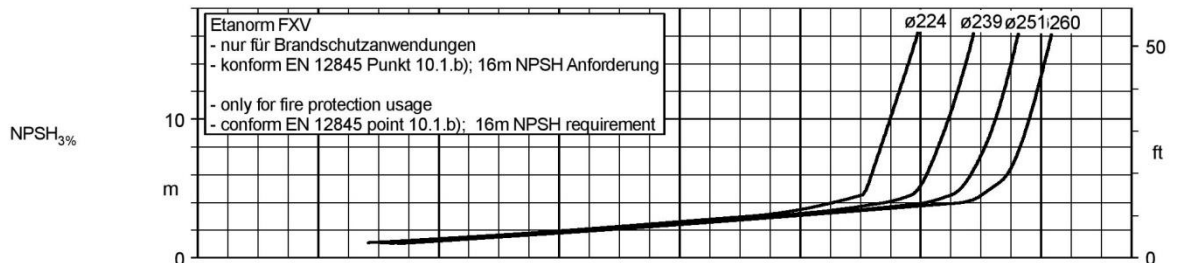 Etanorm FXV
- nur für Brandschutzanwendungen
- konform EN 12845 Punkt 10.1.b); 16m NPSH Anforderung
- only for fire protection usage
- conform EN 12845 point 10.1.b); 16m NPSH requirement
ø224 ø239 ø251 260
50
10
NPSH3%
ft
m
0 0